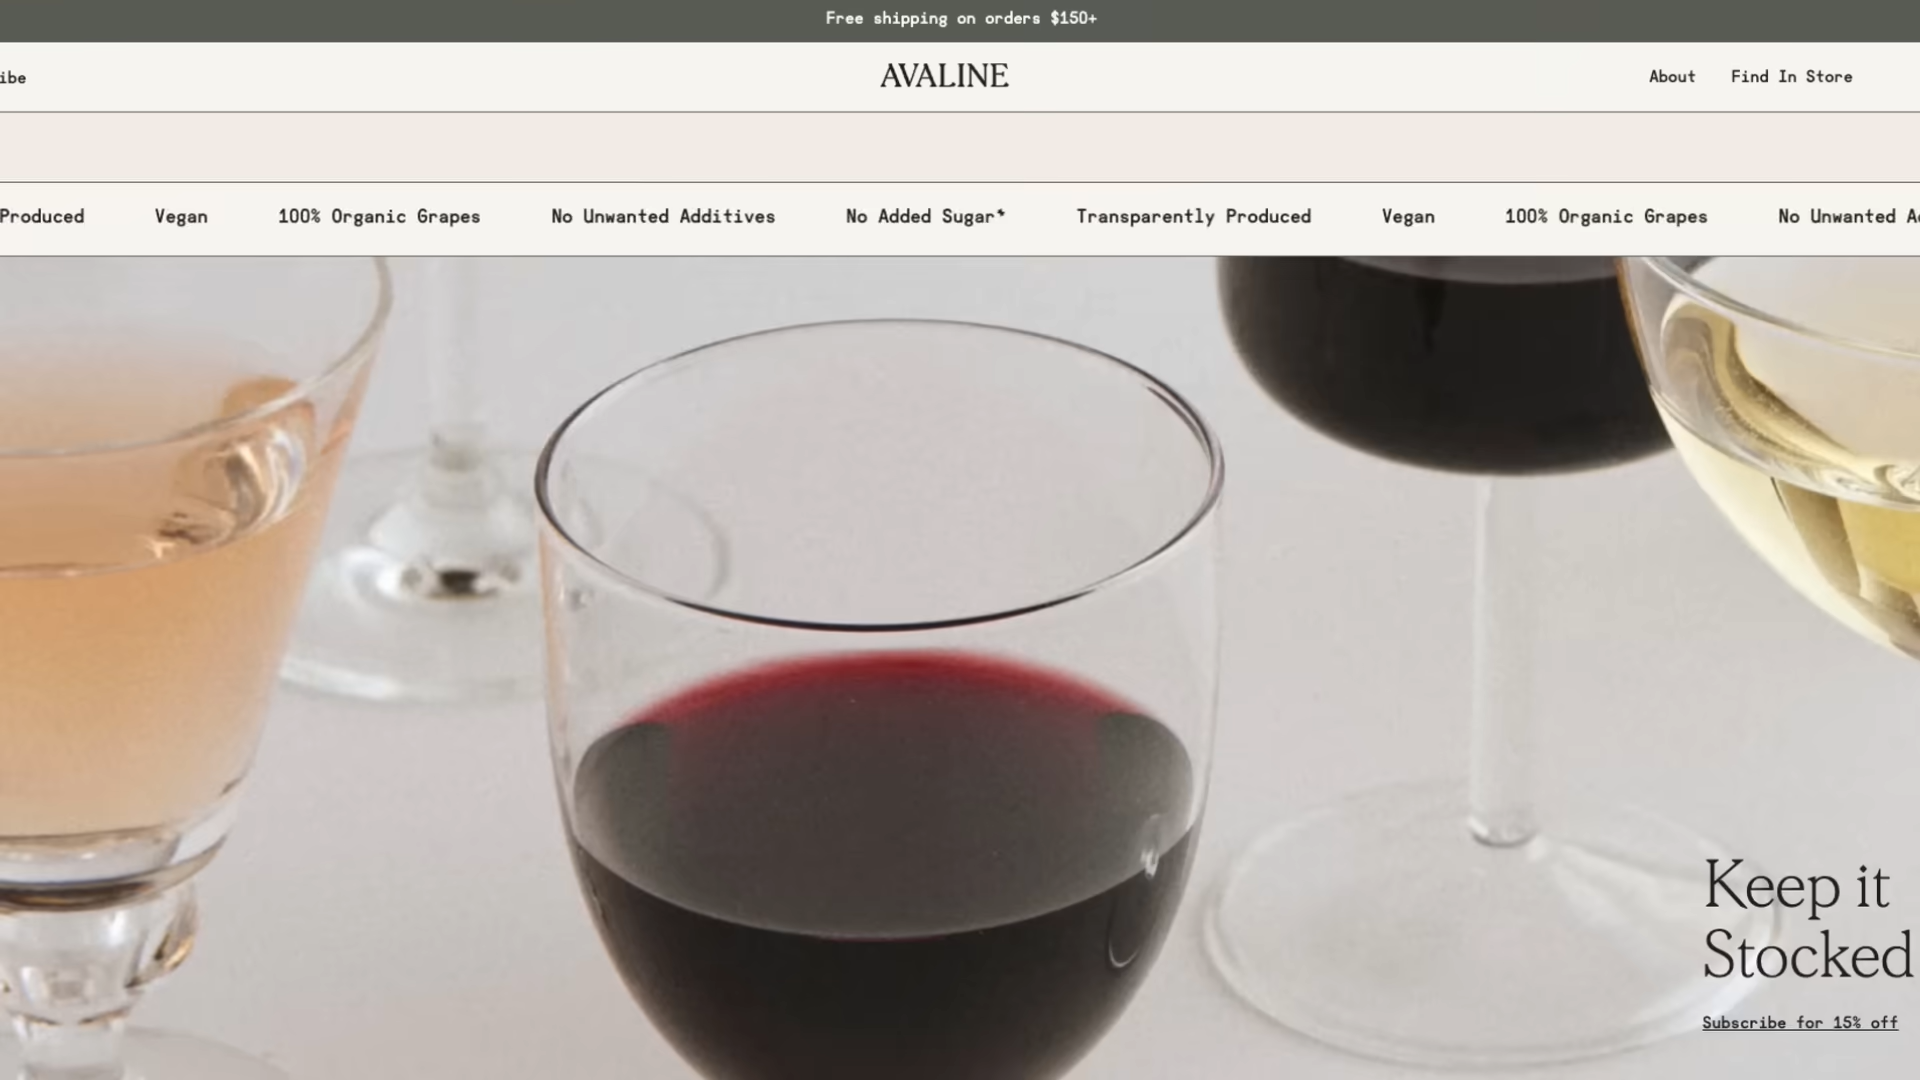 Free shipping on orders $150+
ibe
AVALINE
About Find In Store
Produced Vegan 100% Organic Grapes No Unwanted Additives No Added Sugar* Transparently Produced Vegan 100% Organic Grapes No Unwanted A
Keep it
Stocked
Subscribe for 15% off